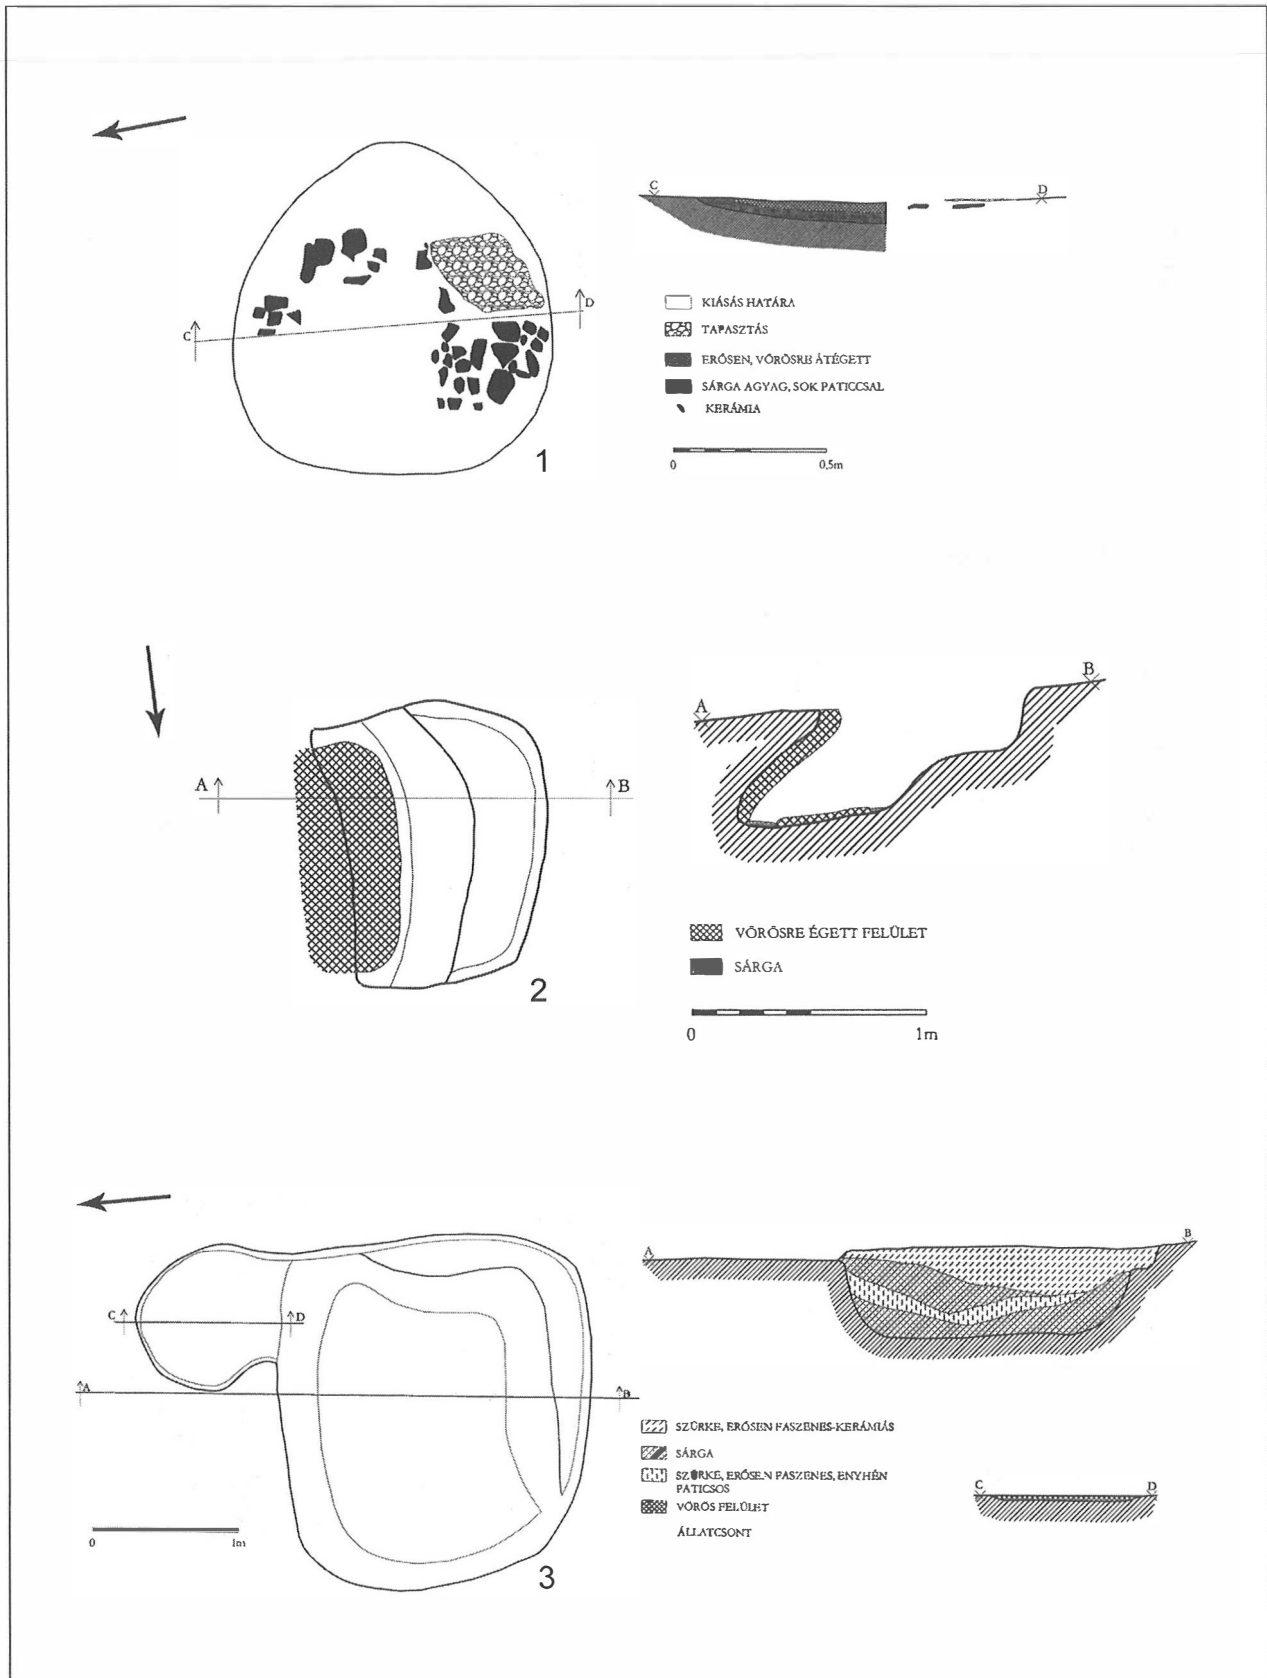 C
D
C
D
KIÁSÁS HATÁRA
TAPASZTÁS
ERŐSEN, VÖRÖSRE ÁTÉGETT
SÁRGA AGYAG, SOK PATICCSAL
KERÁMIA
0 0,5m
1
A
B
A
B
VÖRÖSRE ÉGETT FELÜLET
SÁRGA
0 1m
2
A
B
C
D
A
B
SZÜRKE, ERŐSEN FASZENES-KERÁMIÁS
SÁRGA
SZÜRKE, ERŐSEN FASZENES, ENYHÉN
PATICSOS
VÖRÖS FELÜLET
ÁLLATCSONT
C
D
0 1m
3